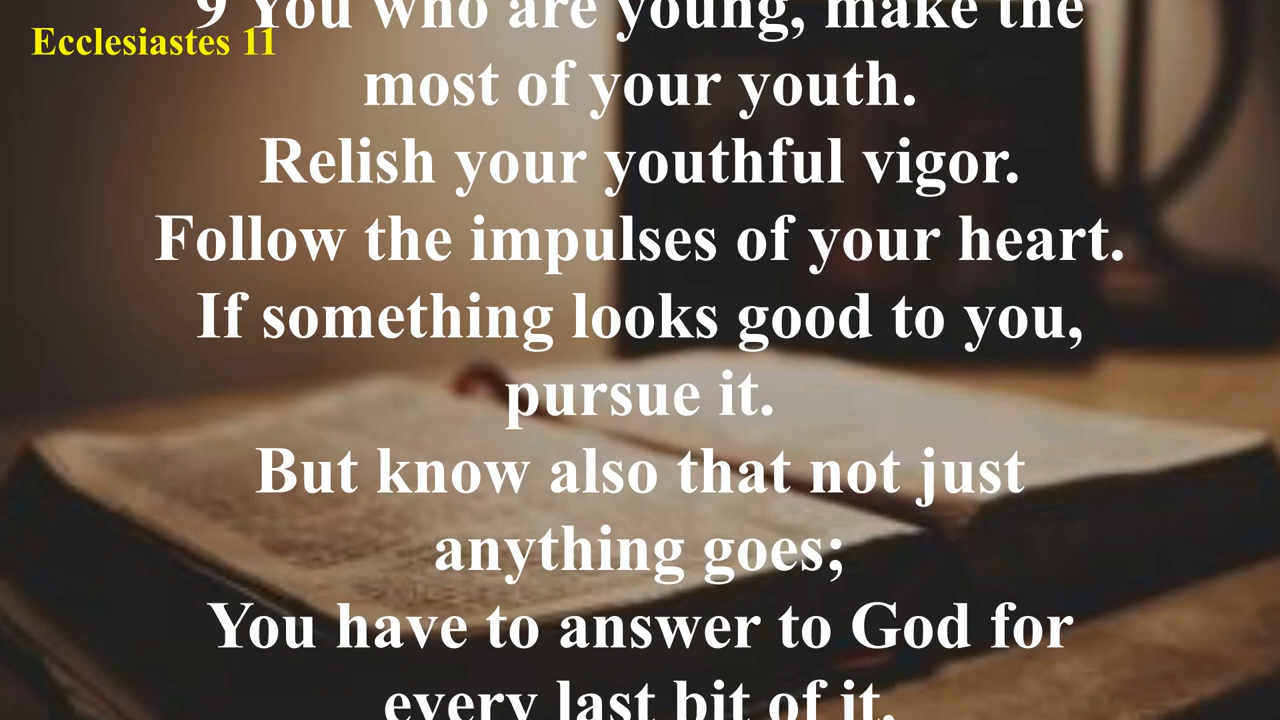 9 You who are young, make the
Ecclesiastes 11
most of your youth.
Relish your youthful vigor.
Follow the impulses of your heart.
If something looks good to you,
pursue it.
But know also that not just
anything goes;
You have to answer to God for
every last bit of it.